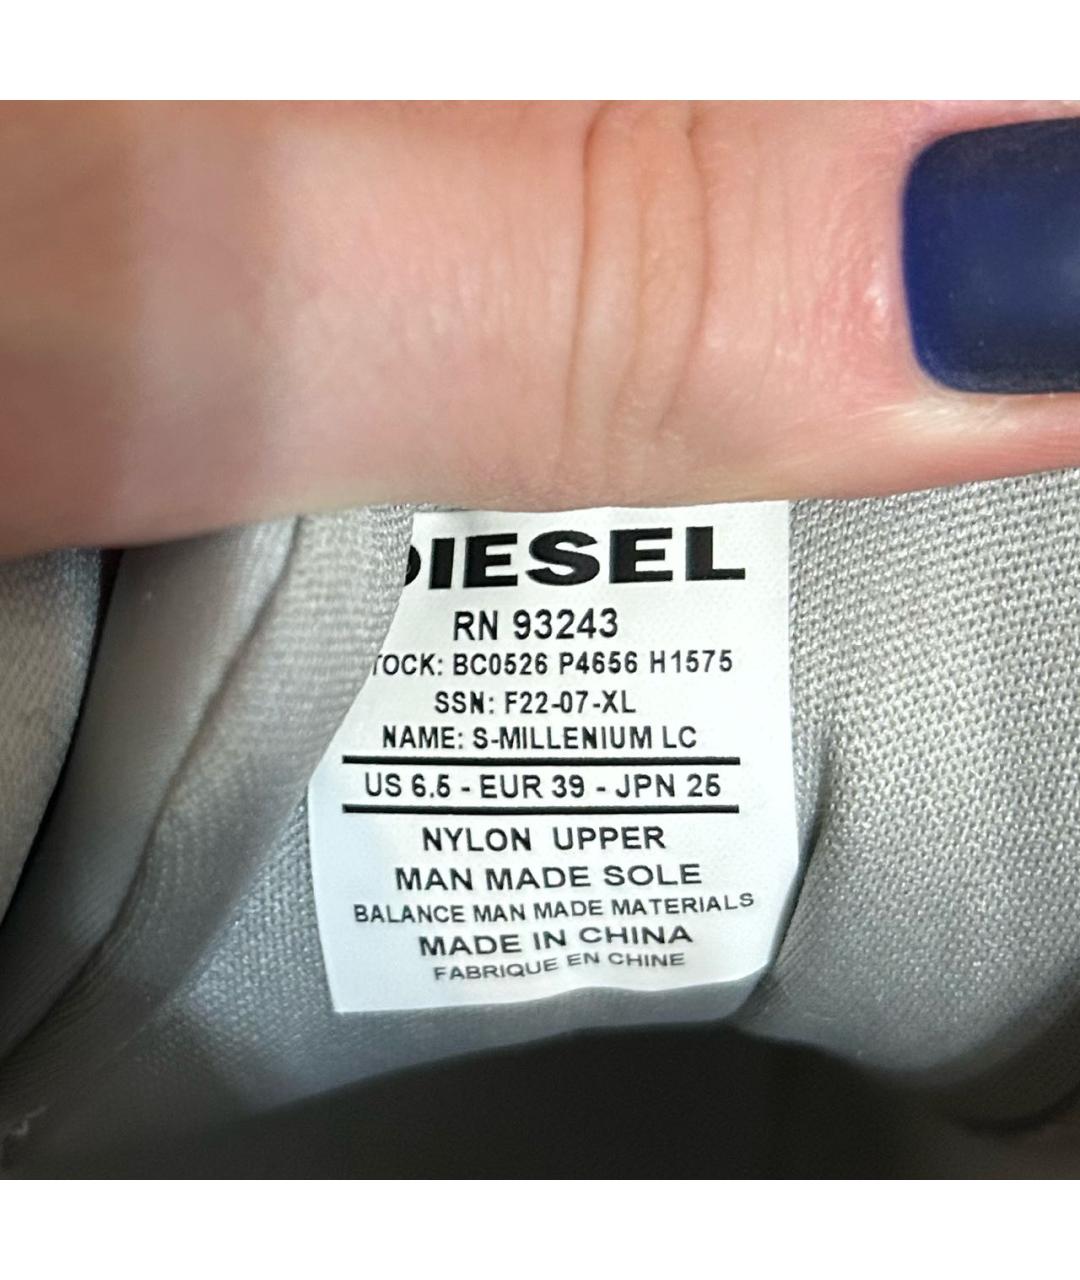 DIESEL
RN 93243
TOCK: BC0526 P4656 H1575
SSN: F22-07-XL
NAME: S-MILLENIUM LC
US 6.5 - EUR 39 - JPN 25
NYLON UPPER
MAN MADE SOLE
BALANCE MAN MADE MATERIALS
MADE IN CHINA
FABRIQUE EN CHINE